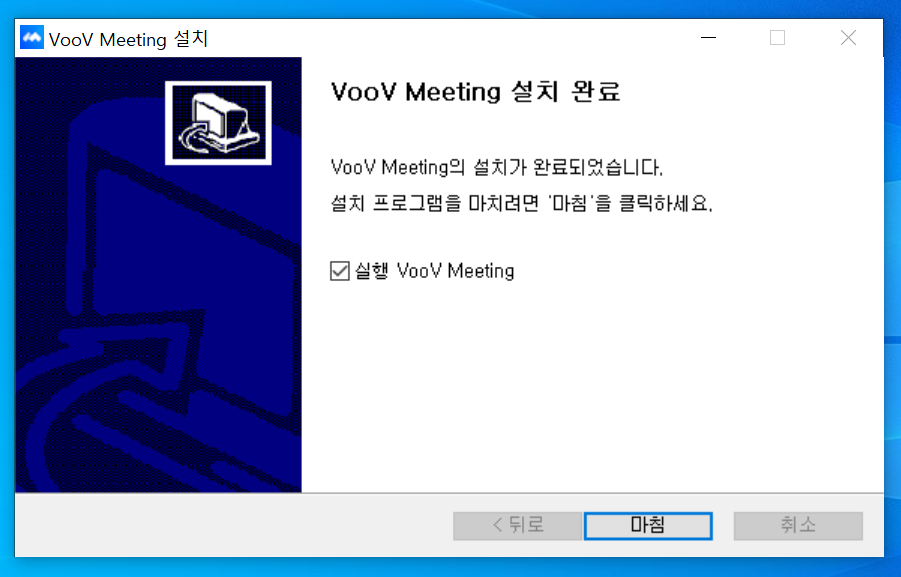 VooV Meeting 설치
VooV Meeting 설치 완료
VooV Meeting의 설치가 완료되었습니다.
설치 프로그램을 마치려면 '마침'을 클릭하세요.
실행 VooV Meeting
< 뒤로
마침
취소